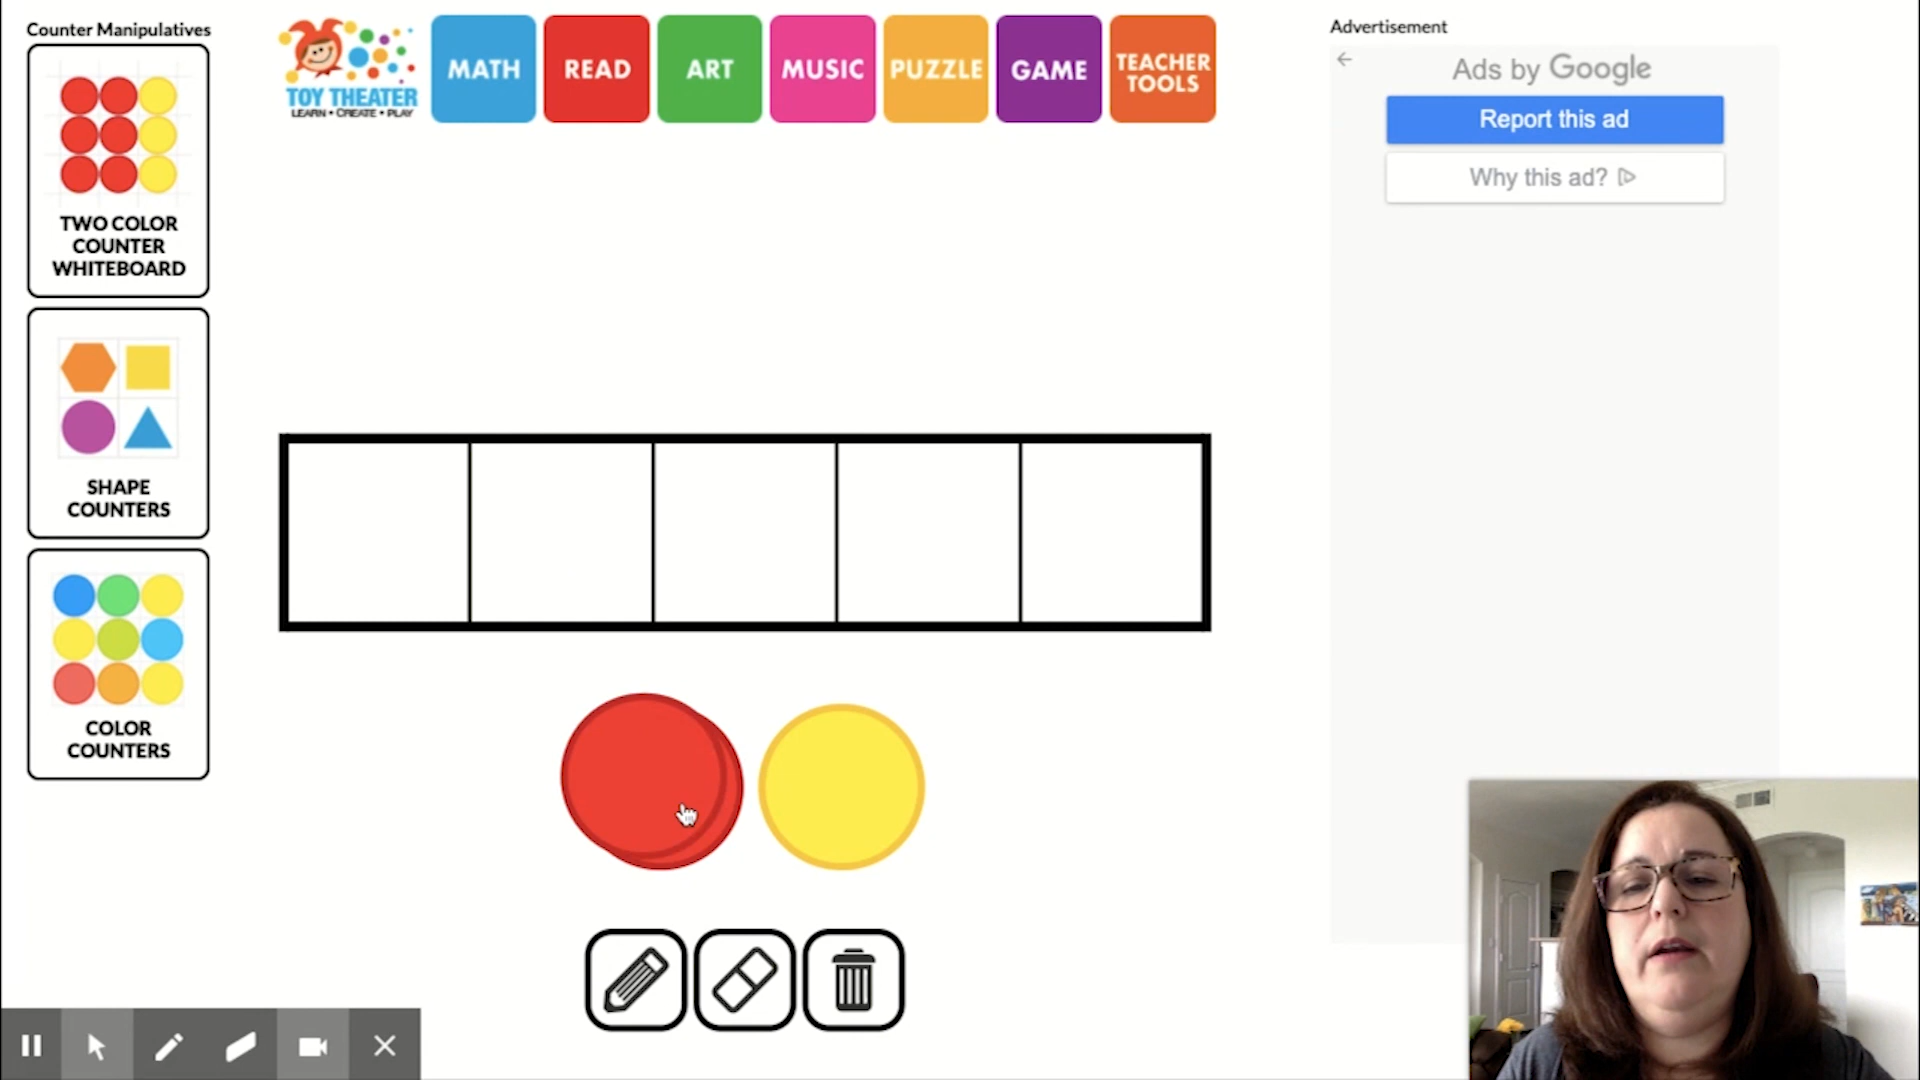 Counter Manipulatives
TWO COLOR
COUNTER
WHITEBOARD
SHAPE
COUNTERS
COLOR
COUNTERS
TOY THEATER
LEARN • CREATE • PLAY
MATH
READ
ART
MUSIC
PUZZLE
GAME
TEACHER
TOOLS
Advertisement
Ads by Google
Report this ad
Why this ad?